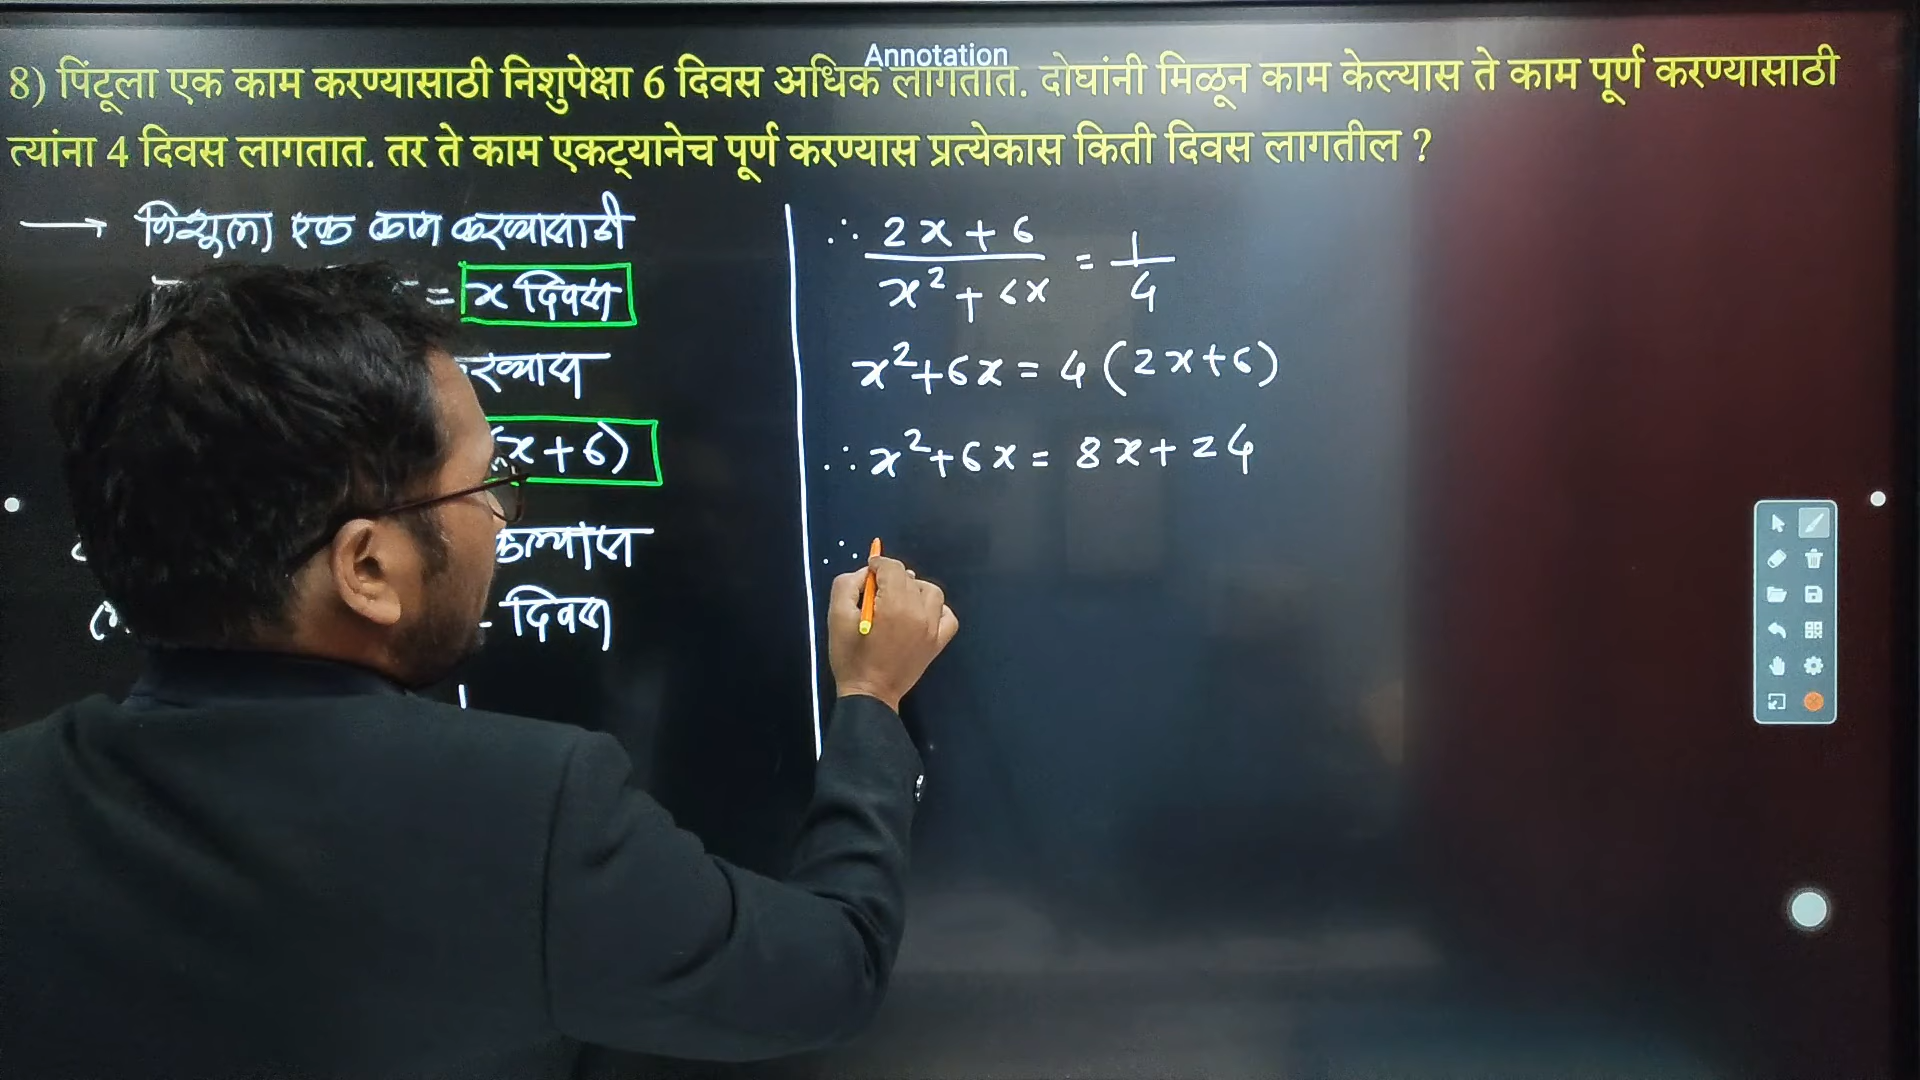 Annotation
8) पिंटूला एक काम करण्यासाठी निशुपेक्षा 6 दिवस अधिक लागतात. दोघांनी मिळून काम केल्यास ते काम पूर्ण करण्यासाठी
त्यांना 4 दिवस लागतात. तर ते काम एकट्यानेच पूर्ण करण्यास प्रत्येकास किती दिवस लागतील ?
→ निशूला एक काम करण्यासाठी
= x दिवस
करण्यास
(x+6)
केल्यास
दिवस
∴ 2x+6 / x²+6x = 1/4
x²+6x = 4(2x+6)
∴ x²+6x = 8x+24
∴